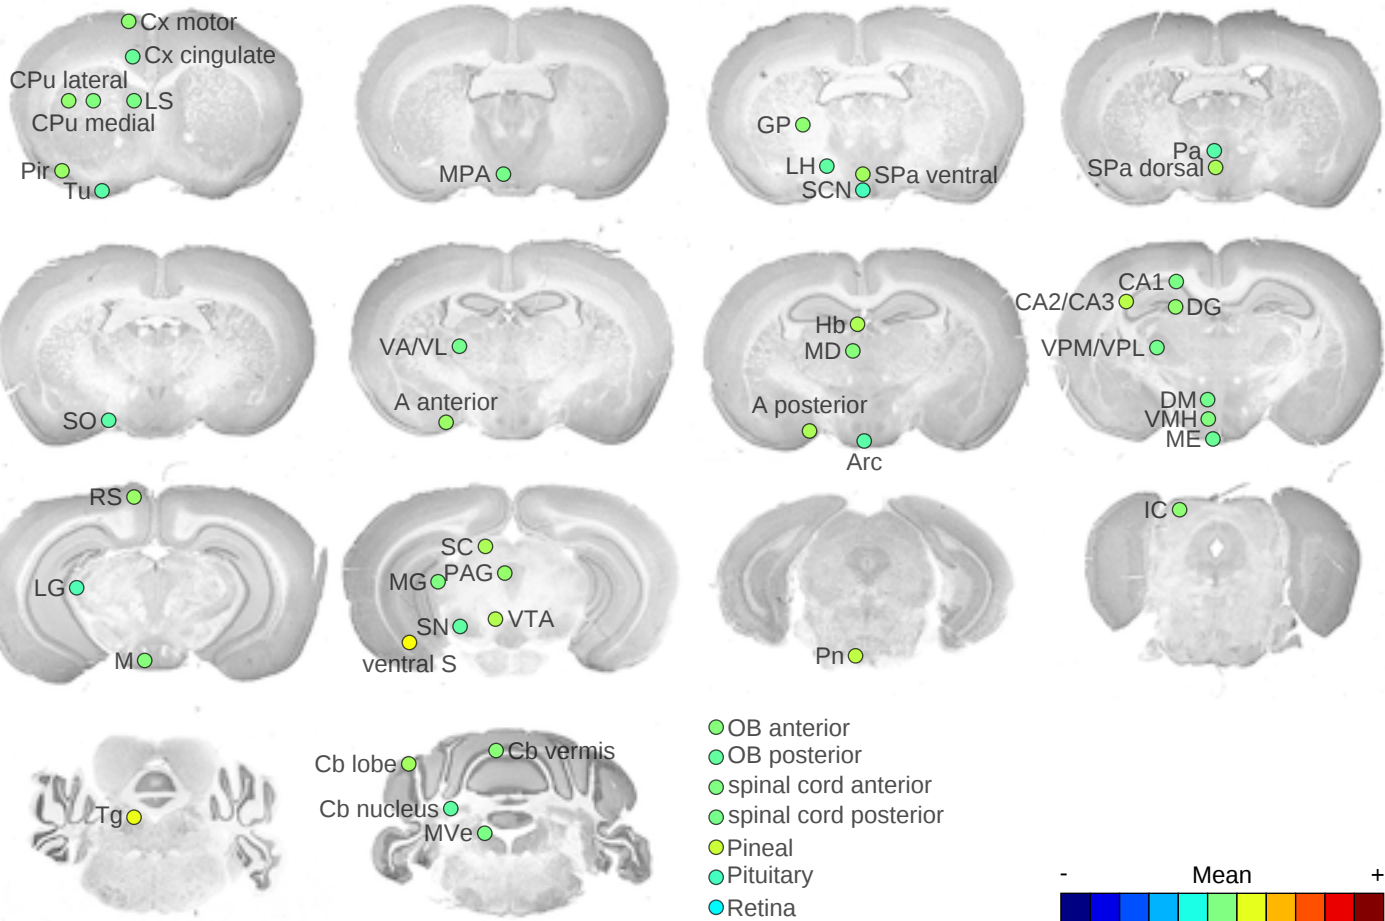 Cx motor
Cx cingulate
CPu lateral
LS
CPu medial
Pir
Tu
MPA
GP
LH
SPa ventral
SCN
Pa
SPa dorsal
SO
VA/VL
A anterior
Hb
MD
A posterior
Arc
CA1
CA2/CA3
DG
VPM/VPL
DM
VMH
ME
RS
LG
M
SC
MG
PAG
SN
VTA
ventral S
Pn
IC
Tg
Cb lobe
Cb vermis
Cb nucleus
MVe
OB anterior
OB posterior
spinal cord anterior
spinal cord posterior
Pineal
Pituitary
Retina
- Mean +